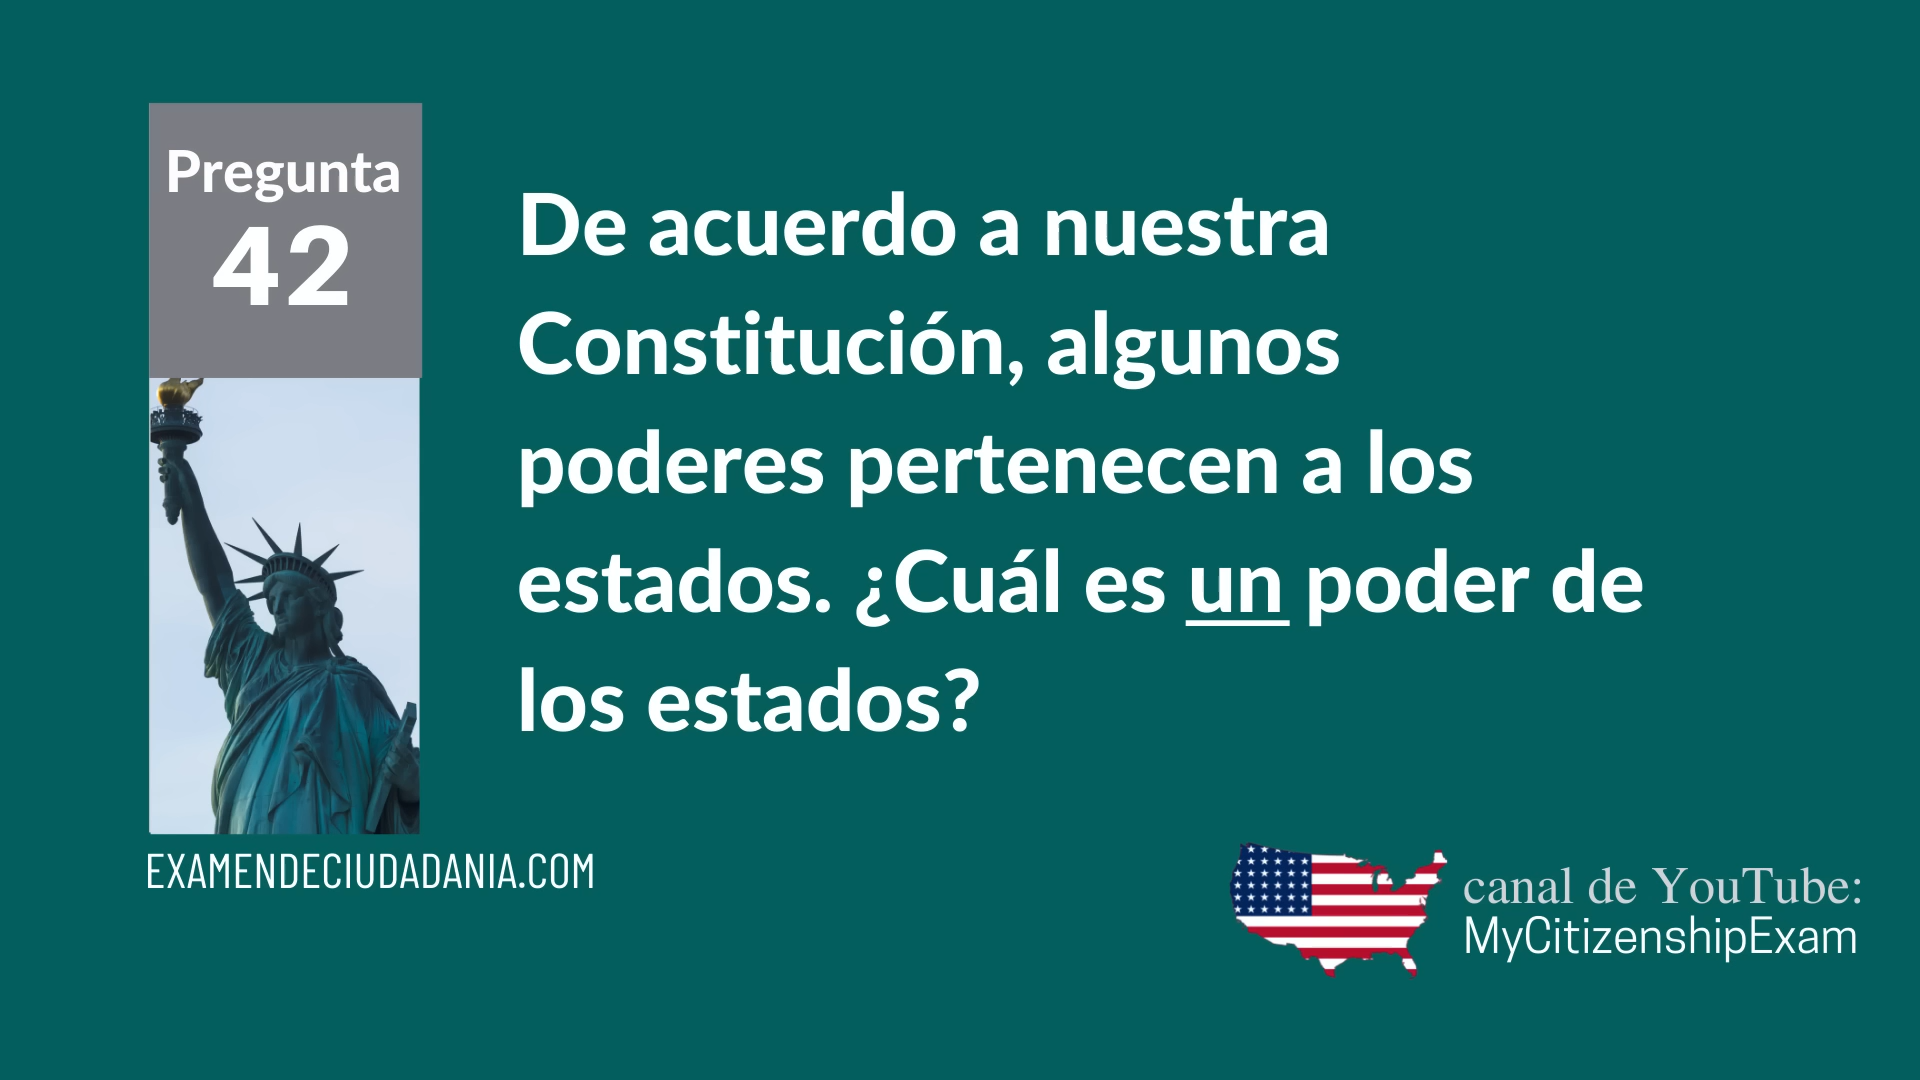 Pregunta
42
De acuerdo a nuestra
Constitución, algunos
poderes pertenecen a los
estados. ¿Cuál es un poder de
los estados?
EXAMENDECIUDADANIA.COM
canal de YouTube:
MyCitizenshipExam